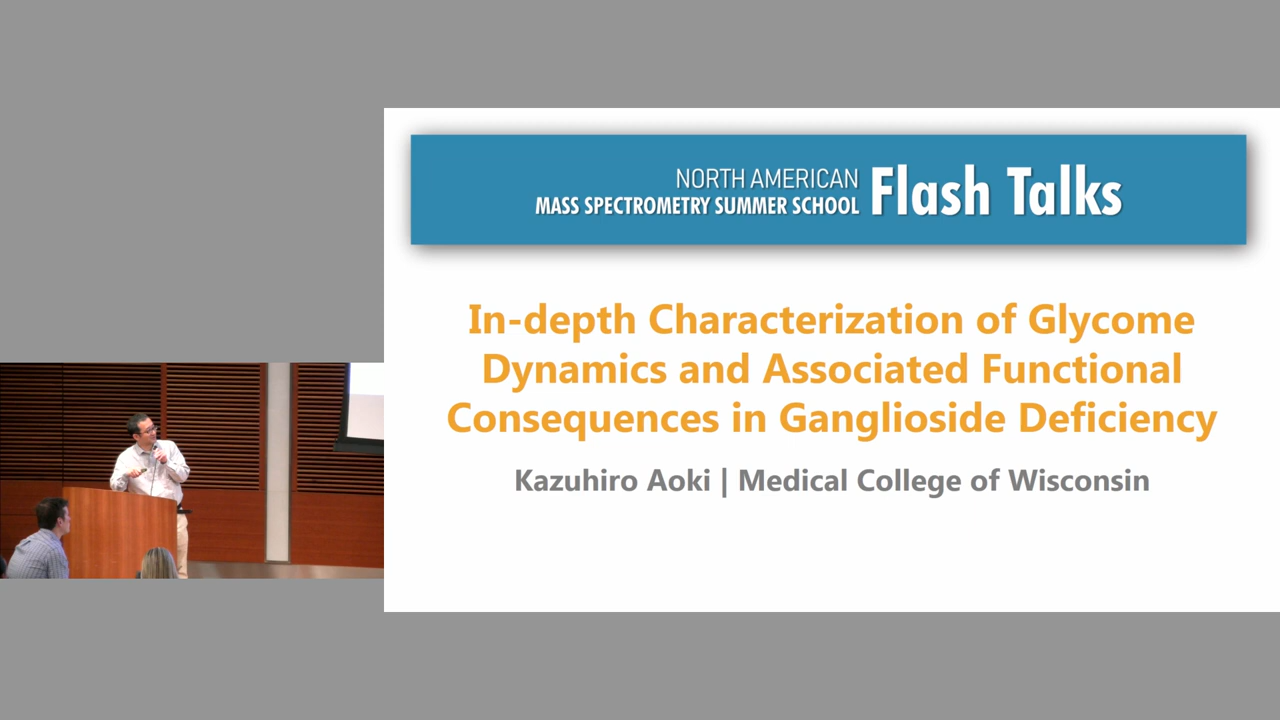 NORTH AMERICAN
MASS SPECTROMETRY SUMMER SCHOOL Flash Talks
In-depth Characterization of Glycome
Dynamics and Associated Functional
Consequences in Ganglioside Deficiency
Kazuhiro Aoki | Medical College of Wisconsin